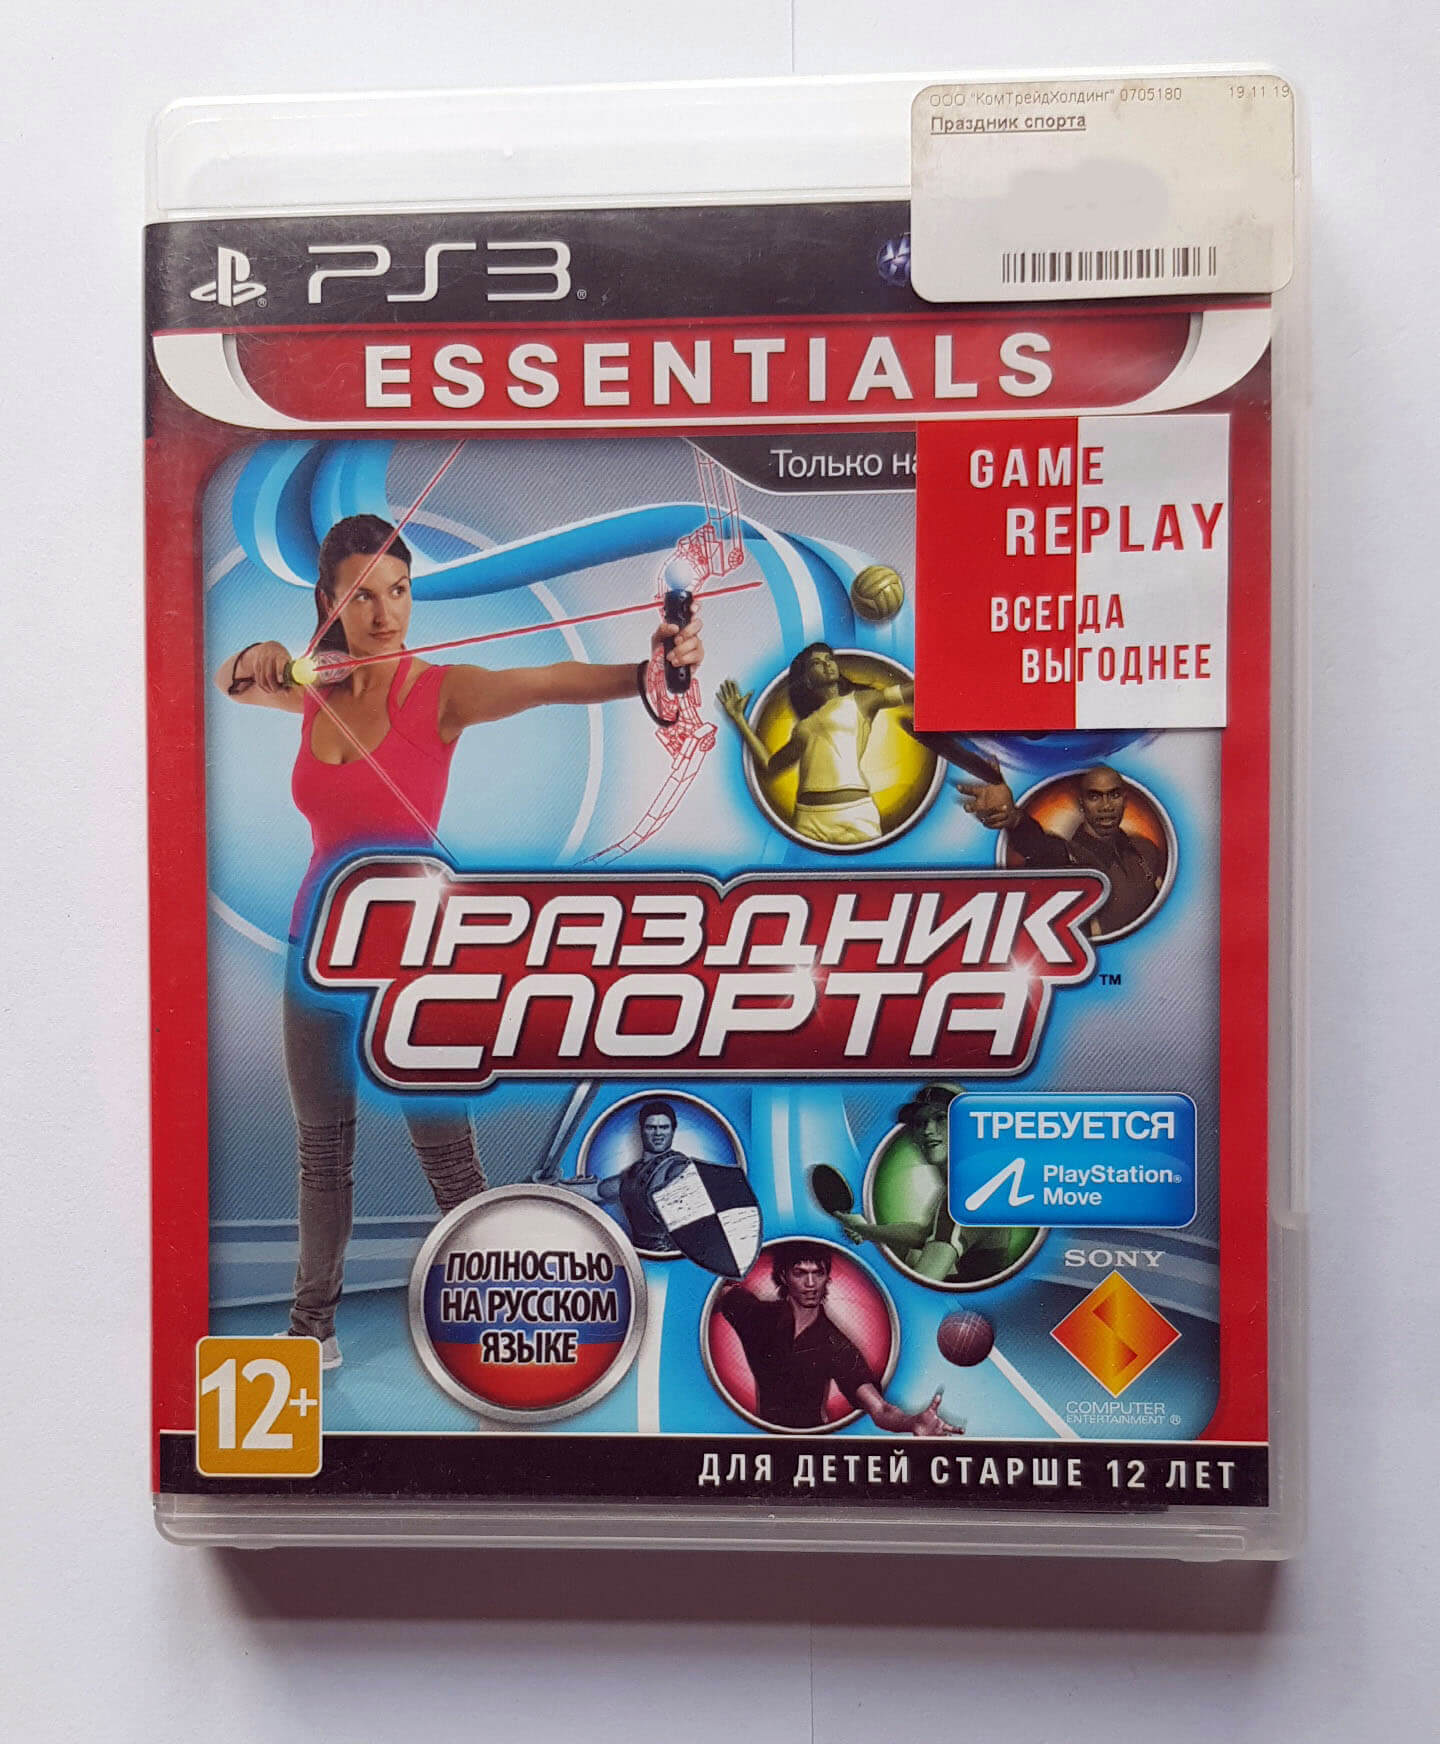 ООО "КомТрейдХолдинг" 0705180 19 11 19
Праздник спорта
PS3
ESSENTIALS
Только
GAME
REPLAY
ВСЕГДА
ВЫГОДНЕЕ
ПРАЗДНИК
СПОРТА ™
ТРЕБУЕТСЯ
PlayStation®
Move
ПОЛНОСТЬЮ
НА РУССКОМ
ЯЗЫКЕ
SONY
COMPUTER
ENTERTAINMENT ®
12+
ДЛЯ ДЕТЕЙ СТАРШЕ 12 ЛЕТ